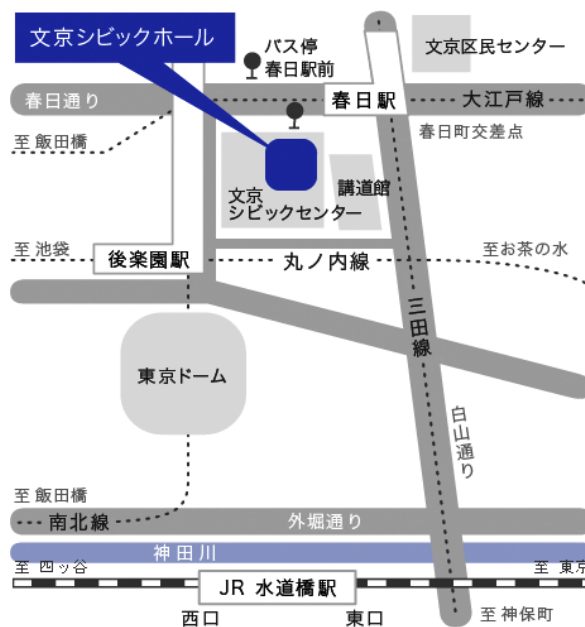 文京シビックホール
バス停
春日駅前
文京区民センター
春日通り
春日駅
大江戸線
至 飯田橋
春日町交差点
講道館
文京
シビックセンター
至 池袋
後楽園駅
丸ノ内線
至お茶の水
三田線
東京ドーム
白山通り
至 飯田橋
南北線
外堀通り
神田川
至 四ッ谷
至 東京
JR 水道橋駅
西口
東口
至 神保町